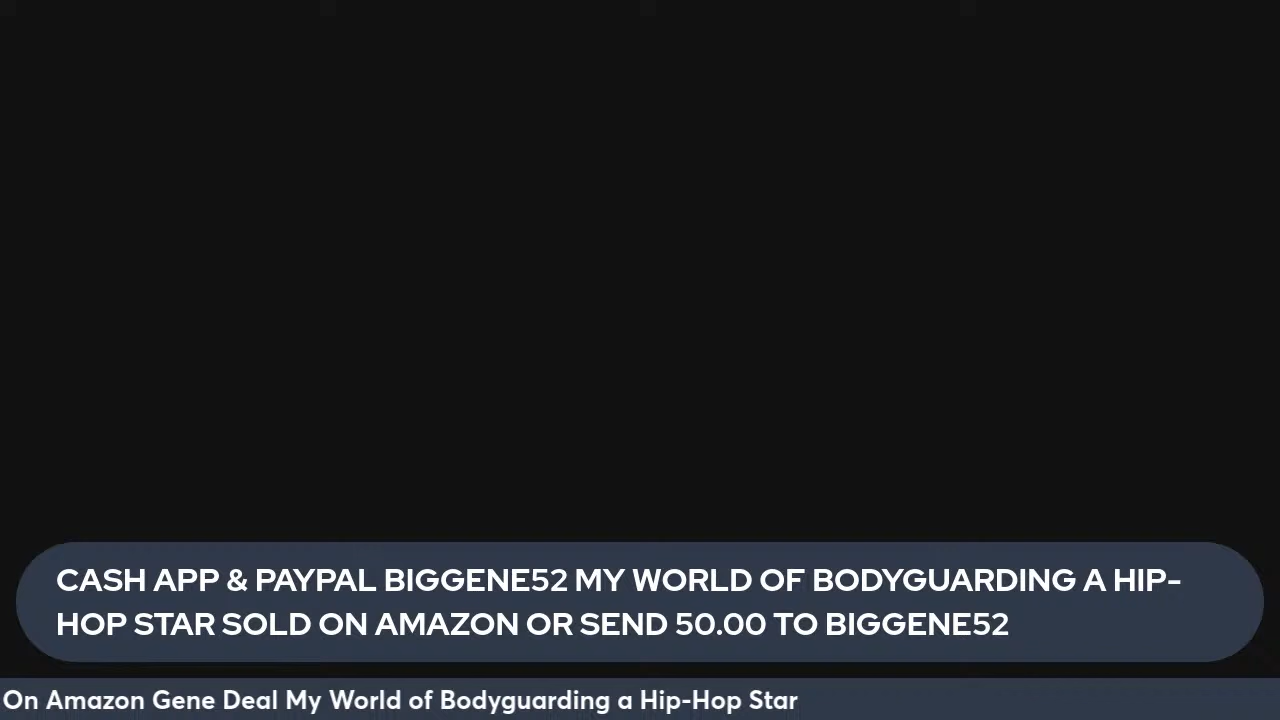 CASH APP & PAYPAL BIGGENE52 MY WORLD OF BODYGUARDING A HIP-
HOP STAR SOLD ON AMAZON OR SEND 50.00 TO BIGGENE52
On Amazon Gene Deal My World of Bodyguarding a Hip-Hop Star